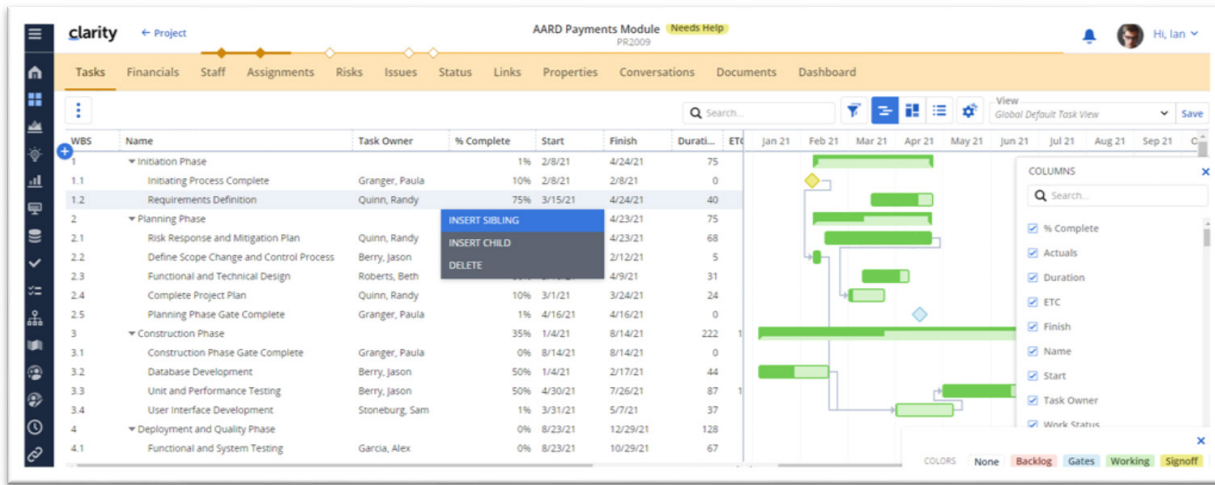 clarity
← Project
AARD Payments Module Needs Help
PR2009
Hi, Ian
Tasks Financials Staff Assignments Risks Issues Status Links Properties Conversations Documents Dashboard
Search...
View
Global Default Task View
Save
WBS Name Task Owner % Complete Start Finish Durati... ETC Jan 21 Feb 21 Mar 21 Apr 21 May 21 Jun 21 Jul 21 Aug 21 Sep 21
1 Initiation Phase 1% 2/8/21 4/24/21 75
1.1 Initiating Process Complete Granger, Paula 10% 2/8/21 2/8/21 0
1.2 Requirements Definition Quinn, Randy 75% 3/15/21 4/24/21 40
2 Planning Phase 4/23/21 75
2.1 Risk Response and Mitigation Plan Quinn, Randy 4/23/21 68
2.2 Define Scope Change and Control Process Berry, Jason 2/12/21 5
2.3 Functional and Technical Design Roberts, Beth 4/9/21 31
2.4 Complete Project Plan Quinn, Randy 10% 3/1/21 3/24/21 24
2.5 Planning Phase Gate Complete Granger, Paula 1% 4/16/21 4/16/21 0
3 Construction Phase 35% 1/4/21 8/14/21 222 1
3.1 Construction Phase Gate Complete Granger, Paula 0% 8/14/21 8/14/21 0
3.2 Database Development Berry, Jason 50% 1/4/21 2/17/21 44
3.3 Unit and Performance Testing Berry, Jason 50% 4/30/21 7/26/21 87 1
3.4 User Interface Development Stoneburg, Sam 1% 3/31/21 5/7/21 37
4 Deployment and Quality Phase 0% 8/23/21 12/29/21 128
4.1 Functional and System Testing Garcia, Alex 0% 8/23/21 10/29/21 67
INSERT SIBLING
INSERT CHILD
DELETE
COLUMNS
Search...
% Complete
Actuals
Duration
ETC
Finish
Name
Start
Task Owner
Work Status
COLORS None Backlog Gates Working Signoff